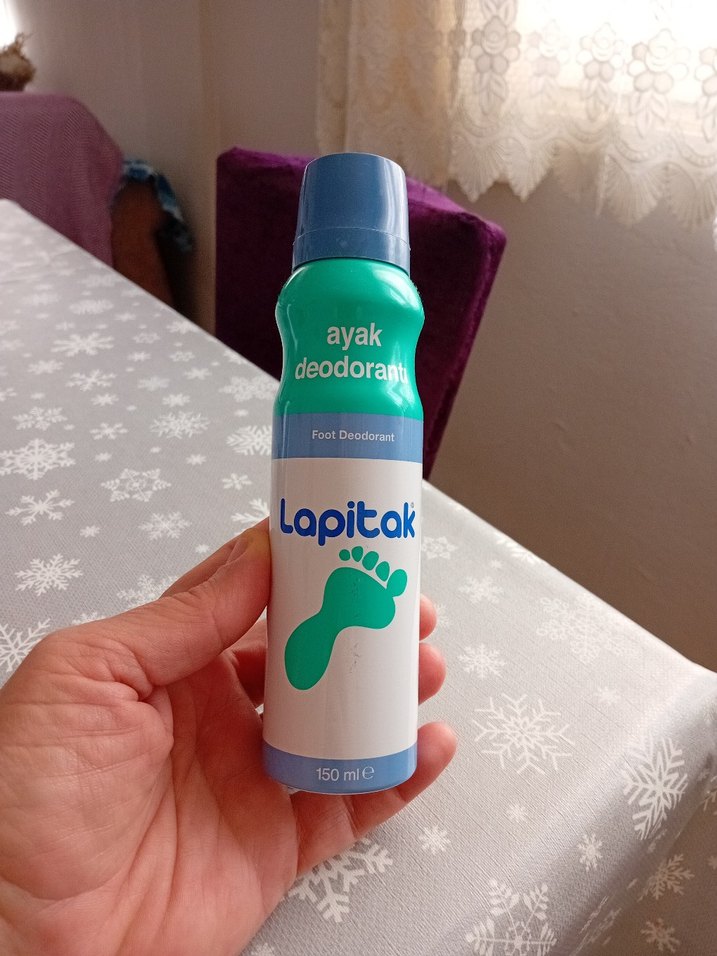 ayak
deodorantı
Foot Deodorant
Lapitak®
150 ml ℮